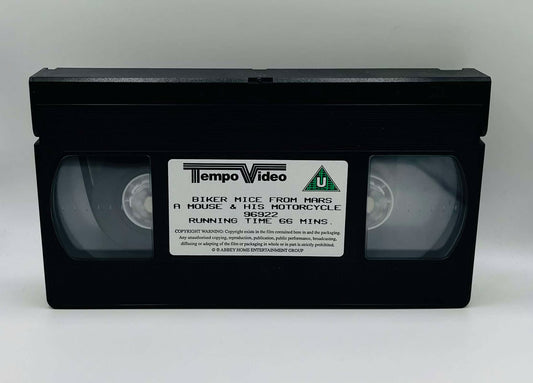 Tempo Video
U
BIKER MICE FROM MARS
A MOUSE & HIS MOTORCYCLE
96922
RUNNING TIME 66 MINS.
COPYRIGHT WARNING: Copyright exists in the film contained here in and the packaging.
Any unauthorised copying, reproduction, publication, public performance, broadcasting,
diffusing or adapting of the film or packaging in whole or in part is strictly prohibited.
© ℗ ABBEY HOME ENTERTAINMENT GROUP